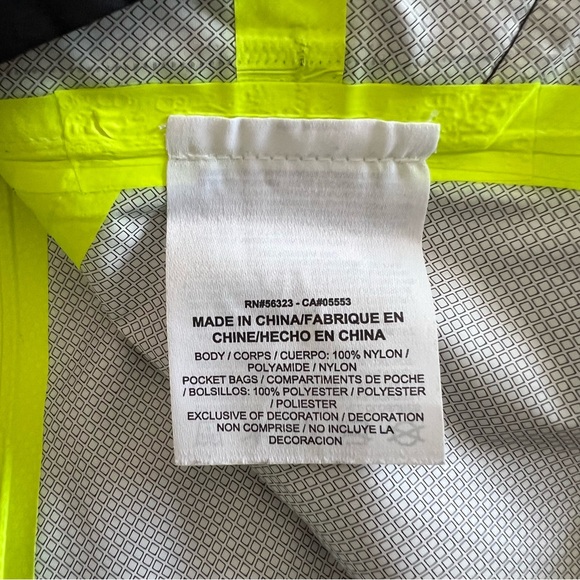 RN#56323 - CA#05553
MADE IN CHINA/FABRIQUE EN
CHINE/HECHO EN CHINA
BODY / CORPS / CUERPO: 100% NYLON /
POLYAMIDE / NYLON
POCKET BAGS / COMPARTIMENTS DE POCHE
/ BOLSILLOS: 100% POLYESTER / POLYESTER
/ POLIESTER
EXCLUSIVE OF DECORATION / DECORATION
NON COMPRISE / NO INCLUYE LA
DECORACION